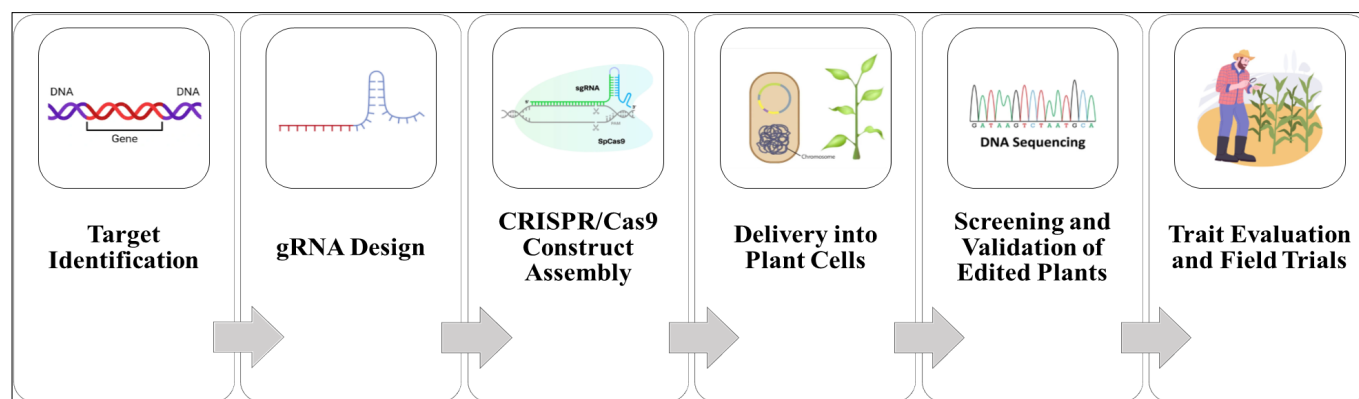 DNA DNA
Gene
Target
Identification
gRNA Design
sgRNA
SpCas9
CRISPR/Cas9
Construct
Assembly
Chromosome
Delivery into
Plant Cells
GATAAGTCTAATGCA
DNA Sequencing
Screening and
Validation of
Edited Plants
Trait Evaluation
and Field Trials